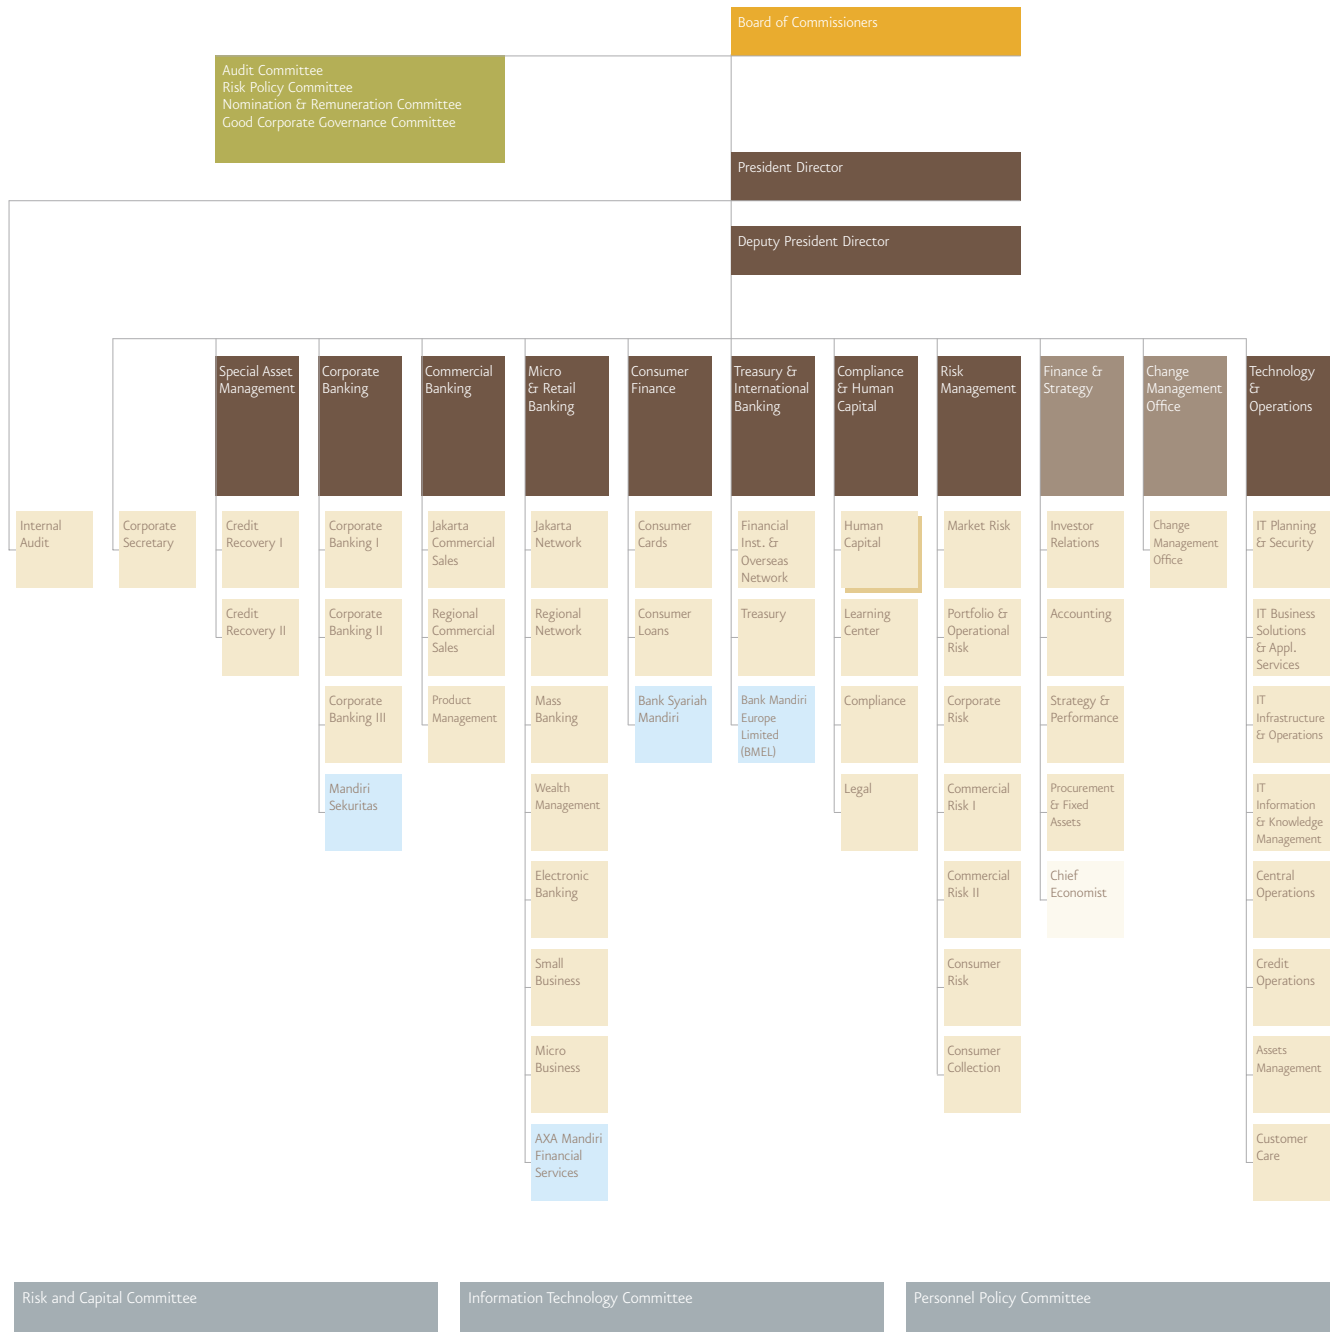 Board of Commissioners
Audit Committee
Risk Policy Committee
Nomination & Remuneration Committee
Good Corporate Governance Committee
President Director
Deputy President Director
Special Asset
Management
Corporate
Banking
Commercial
Banking
Micro
& Retail
Banking
Consumer
Finance
Treasury &
International
Banking
Compliance
& Human
Capital
Risk
Management
Finance &
Strategy
Change
Management
Office
Technology
&
Operations
Internal
Audit
Corporate
Secretary
Credit
Recovery I
Credit
Recovery II
Corporate
Banking I
Corporate
Banking II
Corporate
Banking III
Mandiri
Sekuritas
Jakarta
Commercial
Sales
Regional
Commercial
Sales
Product
Management
Jakarta
Network
Regional
Network
Mass
Banking
Wealth
Management
Electronic
Banking
Small
Business
Micro
Business
AXA Mandiri
Financial
Services
Consumer
Cards
Consumer
Loans
Bank Syariah
Mandiri
Financial
Inst. &
Overseas
Network
Treasury
Bank Mandiri
Europe
Limited
(BMEL)
Human
Capital
Learning
Center
Compliance
Legal
Market Risk
Portfolio &
Operational
Risk
Corporate
Risk
Commercial
Risk I
Commercial
Risk II
Consumer
Risk
Consumer
Collection
Investor
Relations
Accounting
Strategy &
Performance
Procurement
& Fixed
Assets
Chief
Economist
Change
Management
Office
IT Planning
& Security
IT Business
Solutions
& Appl.
Services
IT
Infrastructure
& Operations
IT
Information
& Knowledge
Management
Central
Operations
Credit
Operations
Assets
Management
Customer
Care
Risk and Capital Committee
Information Technology Committee
Personnel Policy Committee